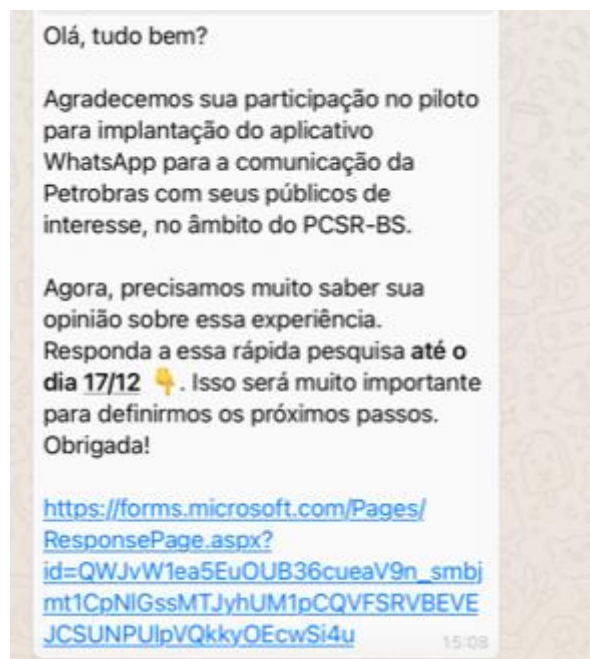 Olá, tudo bem?
Agradecemos sua participação no piloto
para implantação do aplicativo
WhatsApp para a comunicação da
Petrobras com seus públicos de
interesse, no âmbito do PCSR-BS.
Agora, precisamos muito saber sua
opinião sobre essa experiência.
Responda a essa rápida pesquisa até o
dia 17/12 👇. Isso será muito importante
para definirmos os próximos passos.
Obrigada!
https://forms.microsoft.com/Pages/
ResponsePage.aspx?
id=QWJvW1ea5EuOUB36cueaV9n_smbj
mt1CpNlGssMTJyhUM1pCQVFSRVBEVE
JCSUNPUlpVQkkyOEcwSi4u
15:08